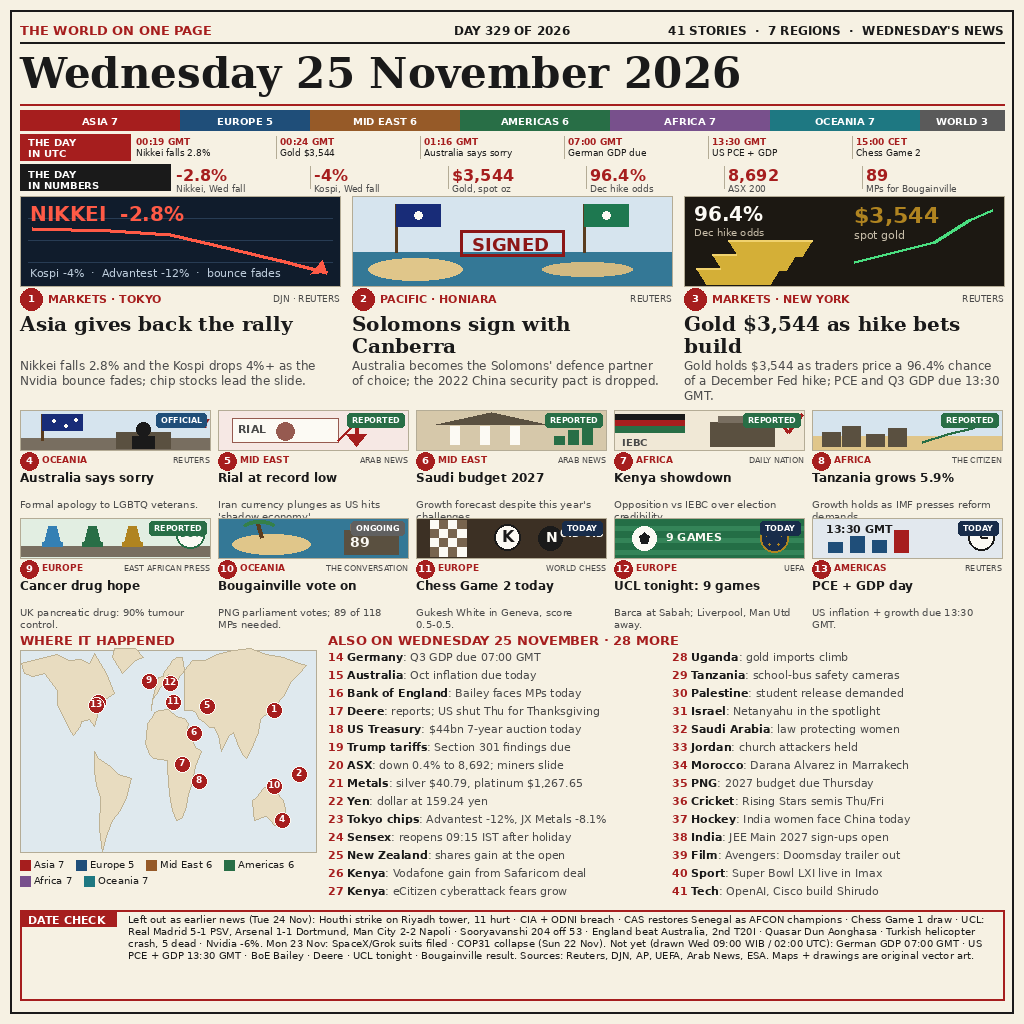 THE WORLD ON ONE PAGE
DAY 329 OF 2026
41 STORIES · 7 REGIONS · WEDNESDAY'S NEWS
Wednesday 25 November 2026
ASIA 7
EUROPE 5
MID EAST 6
AMERICAS 6
AFRICA 7
OCEANIA 7
WORLD 3
THE DAY
IN UTC
00:19 GMT
Nikkei falls 2.8%
00:24 GMT
Gold $3,544
01:16 GMT
Australia says sorry
07:00 GMT
German GDP due
13:30 GMT
US PCE + GDP
15:00 CET
Chess Game 2
THE DAY
IN NUMBERS
-2.8%
Nikkei, Wed fall
-4%
Kospi, Wed fall
$3,544
Gold, spot oz
96.4%
Dec hike odds
8,692
ASX 200
89
MPs for Bougainville
NIKKEI -2.8%
Kospi -4% · Advantest -12% · bounce fades
SIGNED
96.4%
Dec hike odds
$3,544
spot gold
1 MARKETS · TOKYO
DJN · REUTERS
Asia gives back the rally
Nikkei falls 2.8% and the Kospi drops 4%+ as the
Nvidia bounce fades; chip stocks lead the slide.
2 PACIFIC · HONIARA
REUTERS
Solomons sign with
Canberra
Australia becomes the Solomons' defence partner
of choice; the 2022 China security pact is dropped.
3 MARKETS · NEW YORK
REUTERS
Gold $3,544 as hike bets
build
Gold holds $3,544 as traders price a 96.4% chance
of a December Fed hike; PCE and Q3 GDP due 13:30
GMT.
OFFICIAL
4 OCEANIA
REUTERS
Australia says sorry
Formal apology to LGBTQ veterans.
RIAL
REPORTED
5 MID EAST
ARAB NEWS
Rial at record low
Iran currency plunges as US hits
'shadow economy'.
REPORTED
6 MID EAST
ARAB NEWS
Saudi budget 2027
Growth forecast despite this year's
challenges.
IEBC
REPORTED
7 AFRICA
DAILY NATION
Kenya showdown
Opposition vs IEBC over election
credibility.
REPORTED
8 AFRICA
THE CITIZEN
Tanzania grows 5.9%
Growth holds as IMF presses reform
demands.
REPORTED
9 EUROPE
EAST AFRICAN PRESS
Cancer drug hope
UK pancreatic drug: 90% tumour
control.
ONGOING
89
10 OCEANIA
THE CONVERSATION
Bougainville vote on
PNG parliament votes; 89 of 118
MPs needed.
K
N
TODAY
11 EUROPE
WORLD CHESS
Chess Game 2 today
Gukesh White in Geneva, score
0.5-0.5.
9 GAMES
TODAY
12 EUROPE
UEFA
UCL tonight: 9 games
Barca at Sabah; Liverpool, Man Utd
away.
13:30 GMT
TODAY
13 AMERICAS
REUTERS
PCE + GDP day
US inflation + growth due 13:30
GMT.
WHERE IT HAPPENED
9
12
13
11
5
1
6
7
8
2
10
4
Asia 7
Europe 5
Mid East 6
Americas 6
Africa 7
Oceania 7
ALSO ON WEDNESDAY 25 NOVEMBER · 28 MORE
14 Germany: Q3 GDP due 07:00 GMT
15 Australia: Oct inflation due today
16 Bank of England: Bailey faces MPs today
17 Deere: reports; US shut Thu for Thanksgiving
18 US Treasury: $44bn 7-year auction today
19 Trump tariffs: Section 301 findings due
20 ASX: down 0.4% to 8,692; miners slide
21 Metals: silver $40.79, platinum $1,267.65
22 Yen: dollar at 159.24 yen
23 Tokyo chips: Advantest -12%, JX Metals -8.1%
24 Sensex: reopens 09:15 IST after holiday
25 New Zealand: shares gain at the open
26 Kenya: Vodafone gain from Safaricom deal
27 Kenya: eCitizen cyberattack fears grow
28 Uganda: gold imports climb
29 Tanzania: school-bus safety cameras
30 Palestine: student release demanded
31 Israel: Netanyahu in the spotlight
32 Saudi Arabia: law protecting women
33 Jordan: church attackers held
34 Morocco: Darana Alvarez in Marrakech
35 PNG: 2027 budget due Thursday
36 Cricket: Rising Stars semis Thu/Fri
37 Hockey: India women face China today
38 India: JEE Main 2027 sign-ups open
39 Film: Avengers: Doomsday trailer out
40 Sport: Super Bowl LXI live in Imax
41 Tech: OpenAI, Cisco build Shirudo
DATE CHECK
Left out as earlier news (Tue 24 Nov): Houthi strike on Riyadh tower, 11 hurt · CIA + ODNI breach · CAS restores Senegal as AFCON champions · Chess Game 1 draw · UCL:
Real Madrid 5-1 PSV, Arsenal 1-1 Dortmund, Man City 2-2 Napoli · Sooryavanshi 204 off 53 · England beat Australia, 2nd T20I · Quasar Dun Aonghasa · Turkish helicopter
crash, 5 dead · Nvidia -6%. Mon 23 Nov: SpaceX/Grok suits filed · COP31 collapse (Sun 22 Nov). Not yet (drawn Wed 09:00 WIB / 02:00 UTC): German GDP 07:00 GMT · US
PCE + GDP 13:30 GMT · BoE Bailey · Deere · UCL tonight · Bougainville result. Sources: Reuters, DJN, AP, UEFA, Arab News, ESA. Maps + drawings are original vector art.